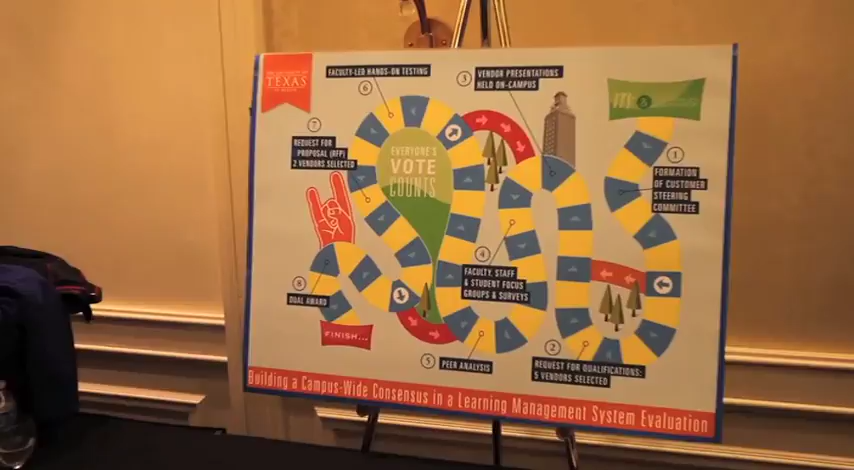 TEXAS
FACULTY-LED HANDS-ON TESTING
6
3
VENDOR PRESENTATIONS
HELD ON-CAMPUS
7
REQUEST FOR
PROPOSAL (RFP)
2 VENDORS SELECTED
EVERYONE'S
VOTE
COUNTS
1
FORMATION
OF CUSTOMER
STEERING
COMMITTEE
4
FACULTY, STAFF
& STUDENT FOCUS
GROUPS & SURVEYS
8
DUAL AWARD
FINISH...
5
PEER ANALYSIS
2
REQUEST FOR QUALIFICATIONS:
5 VENDORS SELECTED
Building a Campus-Wide Consensus in a Learning Management System Evaluation